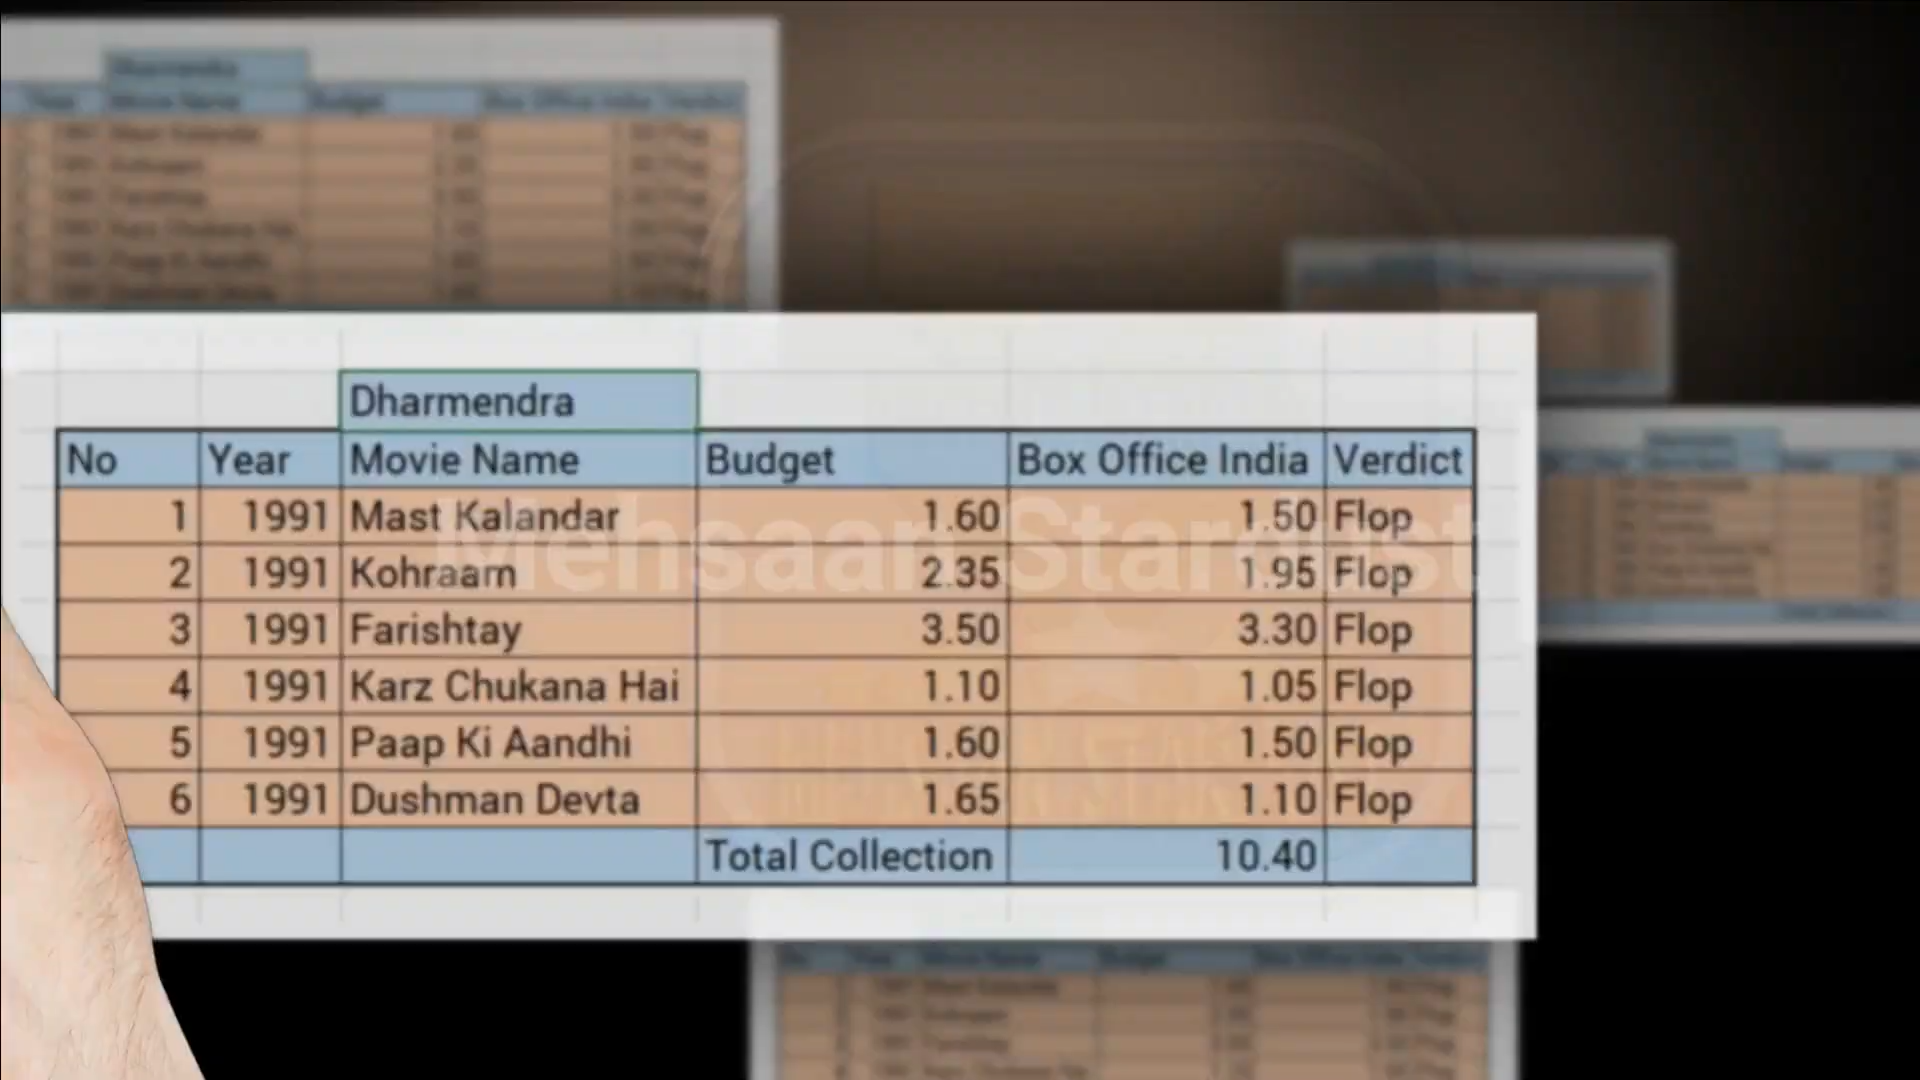 Dharmendra
No Year Movie Name Budget Box Office India Verdict
1 1991 Mast Kalandar 1.60 1.50 Flop
2 1991 Kohraam 2.35 1.95 Flop
3 1991 Farishtay 3.50 3.30 Flop
4 1991 Karz Chukana Hai 1.10 1.05 Flop
5 1991 Paap Ki Aandhi 1.60 1.50 Flop
6 1991 Dushman Devta 1.65 1.10 Flop
Total Collection 10.40
Mehsaan Stardust